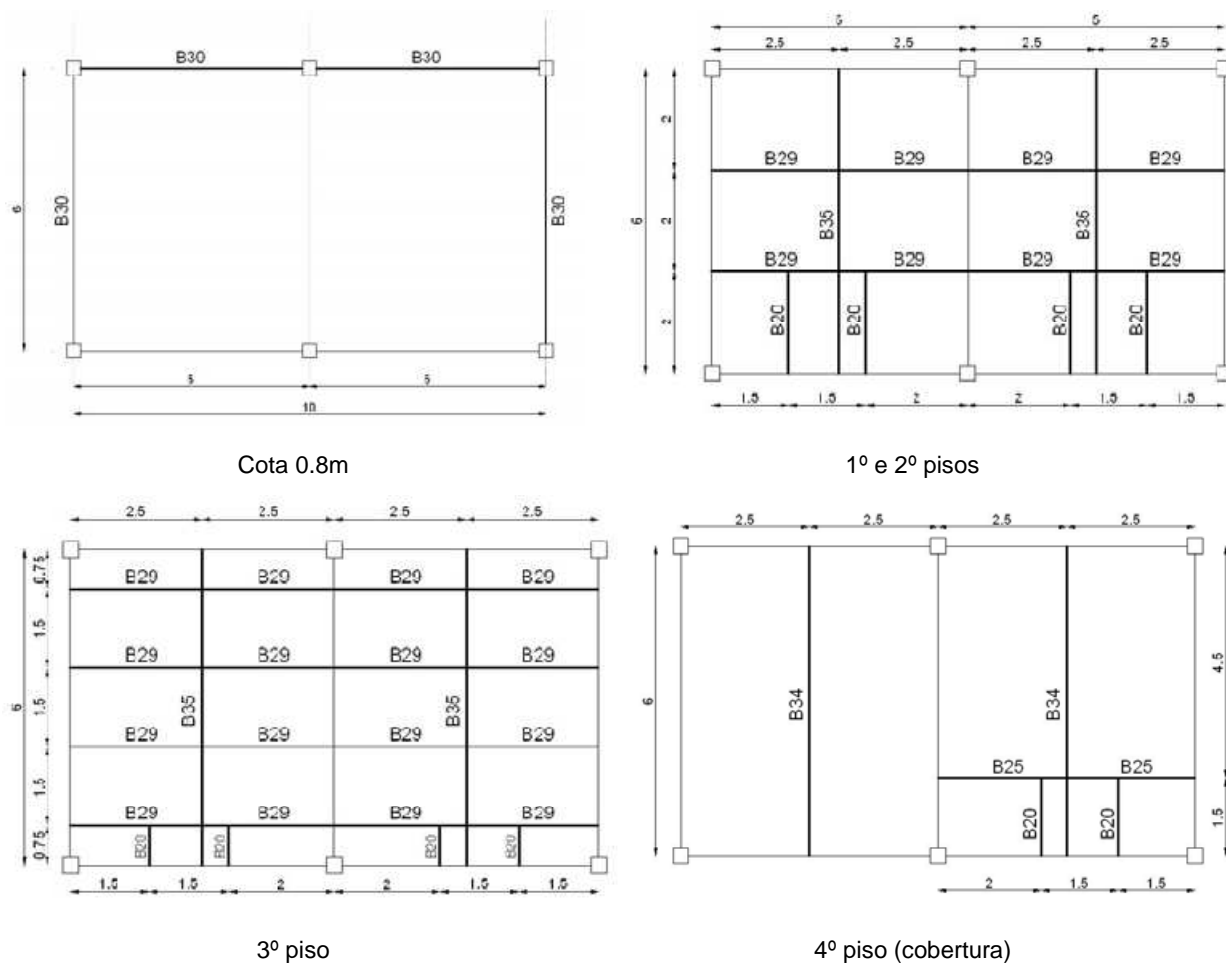 B30 B30
6
B30 B30
5 5
10
Cota 0.8m
5 5
2.5 2.5 2.5 2.5
2
B29 B29 B29 B29
6 2 B35 B35
B29 B29 B29 B29
2 B20 B20 B20 B20
1.5 1.5 2 2 1.5 1.5
1º e 2º pisos
2.5 2.5 2.5 2.5
0.75 B29 B29 B29 B29
1.5
B29 B29 B29 B29
6 1.5 B35 B35
B29 B29 B29 B29
1.5
B29 B29 B29 B29
0.75 B20 B20 B20 B20
1.5 1.5 2 2 1.5 1.5
3º piso
2.5 2.5 2.5 2.5
6 B34 B34 4.5
B25 B25
B20 B20 1.5
2 1.5 1.5
4º piso (cobertura)